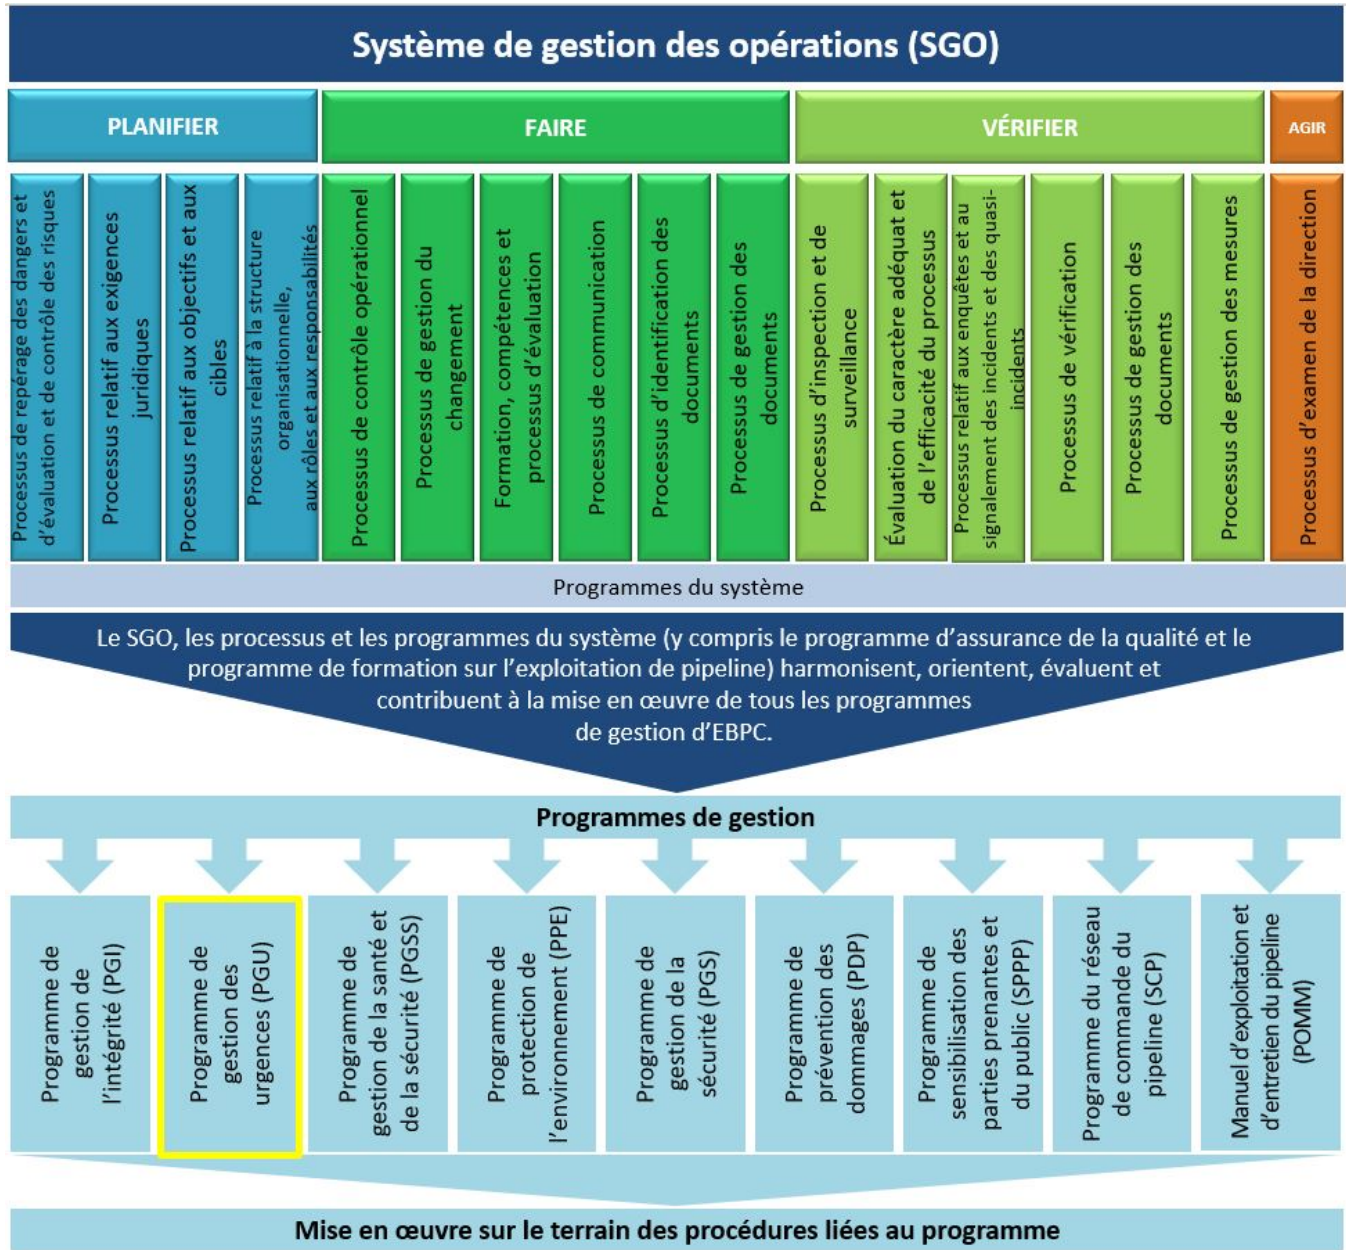 Système de gestion des opérations (SGO)
PLANIFIER
FAIRE
VÉRIFIER
AGIR
Processus de repérage des dangers et
d'évaluation et de contrôle des risques
Processus relatif aux exigences
juridiques
Processus relatif aux objectifs et aux
cibles
Processus relatif à la structure
organisationnelle,
aux rôles et aux responsabilités
Processus de contrôle opérationnel
Processus de gestion du
changement
Formation, compétences et
processus d'évaluation
Processus de communication
Processus d'identification des
documents
Processus de gestion des
documents
Processus d'inspection et de
surveillance
Évaluation du caractère adéquat et
de l'efficacité du processus
Processus relatif aux enquêtes et au
signalement des incidents et des quasi-
incidents
Processus de vérification
Processus de gestion des
documents
Processus de gestion des mesures
Processus d'examen de la direction
Programmes du système
Le SGO, les processus et les programmes du système (y compris le programme d'assurance de la qualité et le
programme de formation sur l'exploitation de pipeline) harmonisent, orientent, évaluent et
contribuent à la mise en œuvre de tous les programmes
de gestion d'EBPC.
Programmes de gestion
Programme de
gestion de
l'intégrité (PGI)
Programme de
gestion des
urgences (PGU)
Programme de
gestion de la santé et
de la sécurité (PGSS)
Programme de
protection de
l'environnement (PPE)
Programme de
gestion de la
sécurité (PGS)
Programme de
prévention des
dommages (PDP)
Programme de
sensibilisation des
parties prenantes et
du public (SPPP)
Programme du réseau
de commande du
pipeline (SCP)
Manuel d'exploitation et
d'entretien du pipeline
(POMM)
Mise en œuvre sur le terrain des procédures liées au programme